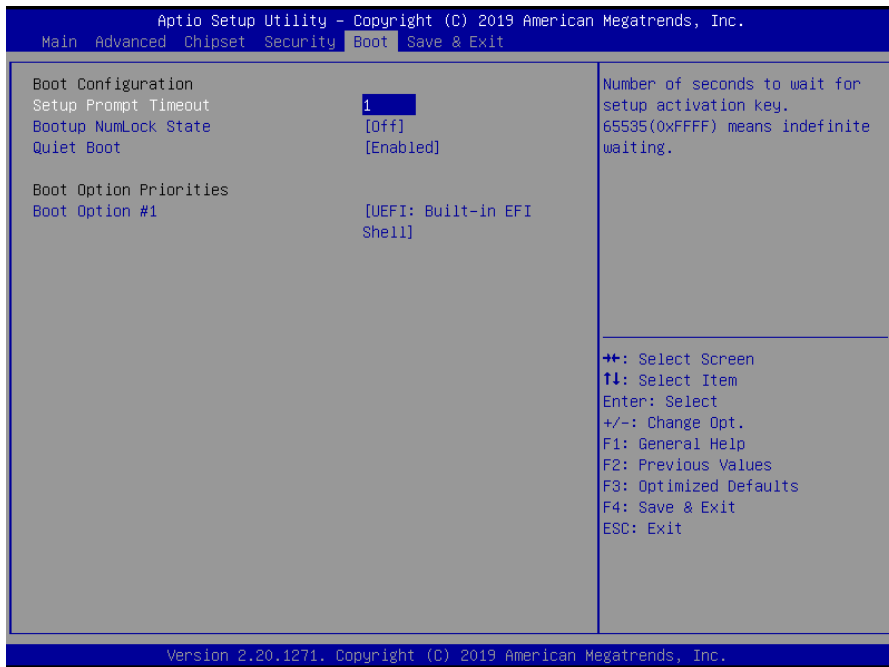 Aptio Setup Utility – Copyright (C) 2019 American Megatrends, Inc.
Main Advanced Chipset Security Boot Save & Exit
Boot Configuration
Setup Prompt Timeout 1
Bootup NumLock State [Off]
Quiet Boot [Enabled]
Boot Option Priorities
Boot Option #1 [UEFI: Built-in EFI
Shell]
Number of seconds to wait for
setup activation key.
65535(0xFFFF) means indefinite
waiting.
→←: Select Screen
↑↓: Select Item
Enter: Select
+/-: Change Opt.
F1: General Help
F2: Previous Values
F3: Optimized Defaults
F4: Save & Exit
ESC: Exit
Version 2.20.1271. Copyright (C) 2019 American Megatrends, Inc.